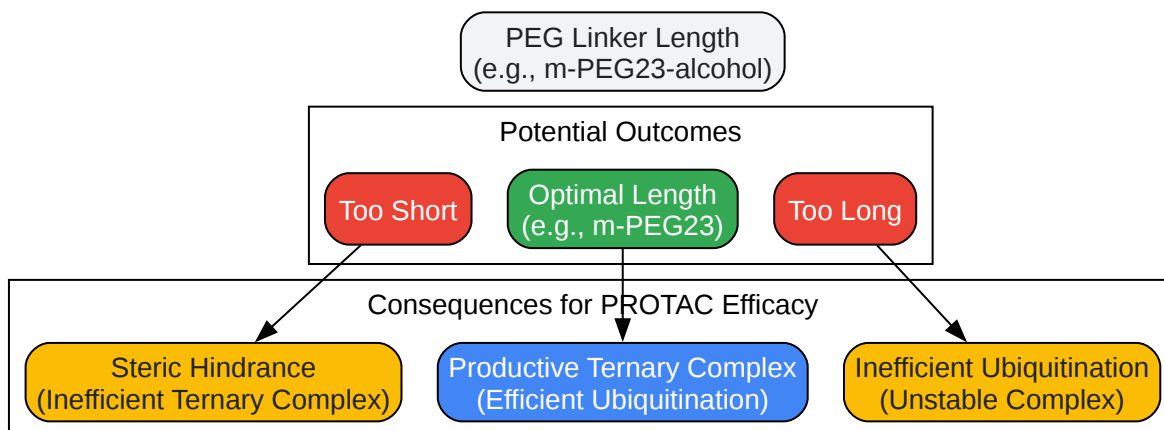 PEG Linker Length
(e.g., m-PEG23-alcohol)
Potential Outcomes
Too Short
Optimal Length
(e.g., m-PEG23)
Too Long
Consequences for PROTAC Efficacy
Steric Hindrance
(Inefficient Ternary Complex)
Productive Ternary Complex
(Efficient Ubiquitination)
Inefficient Ubiquitination
(Unstable Complex)